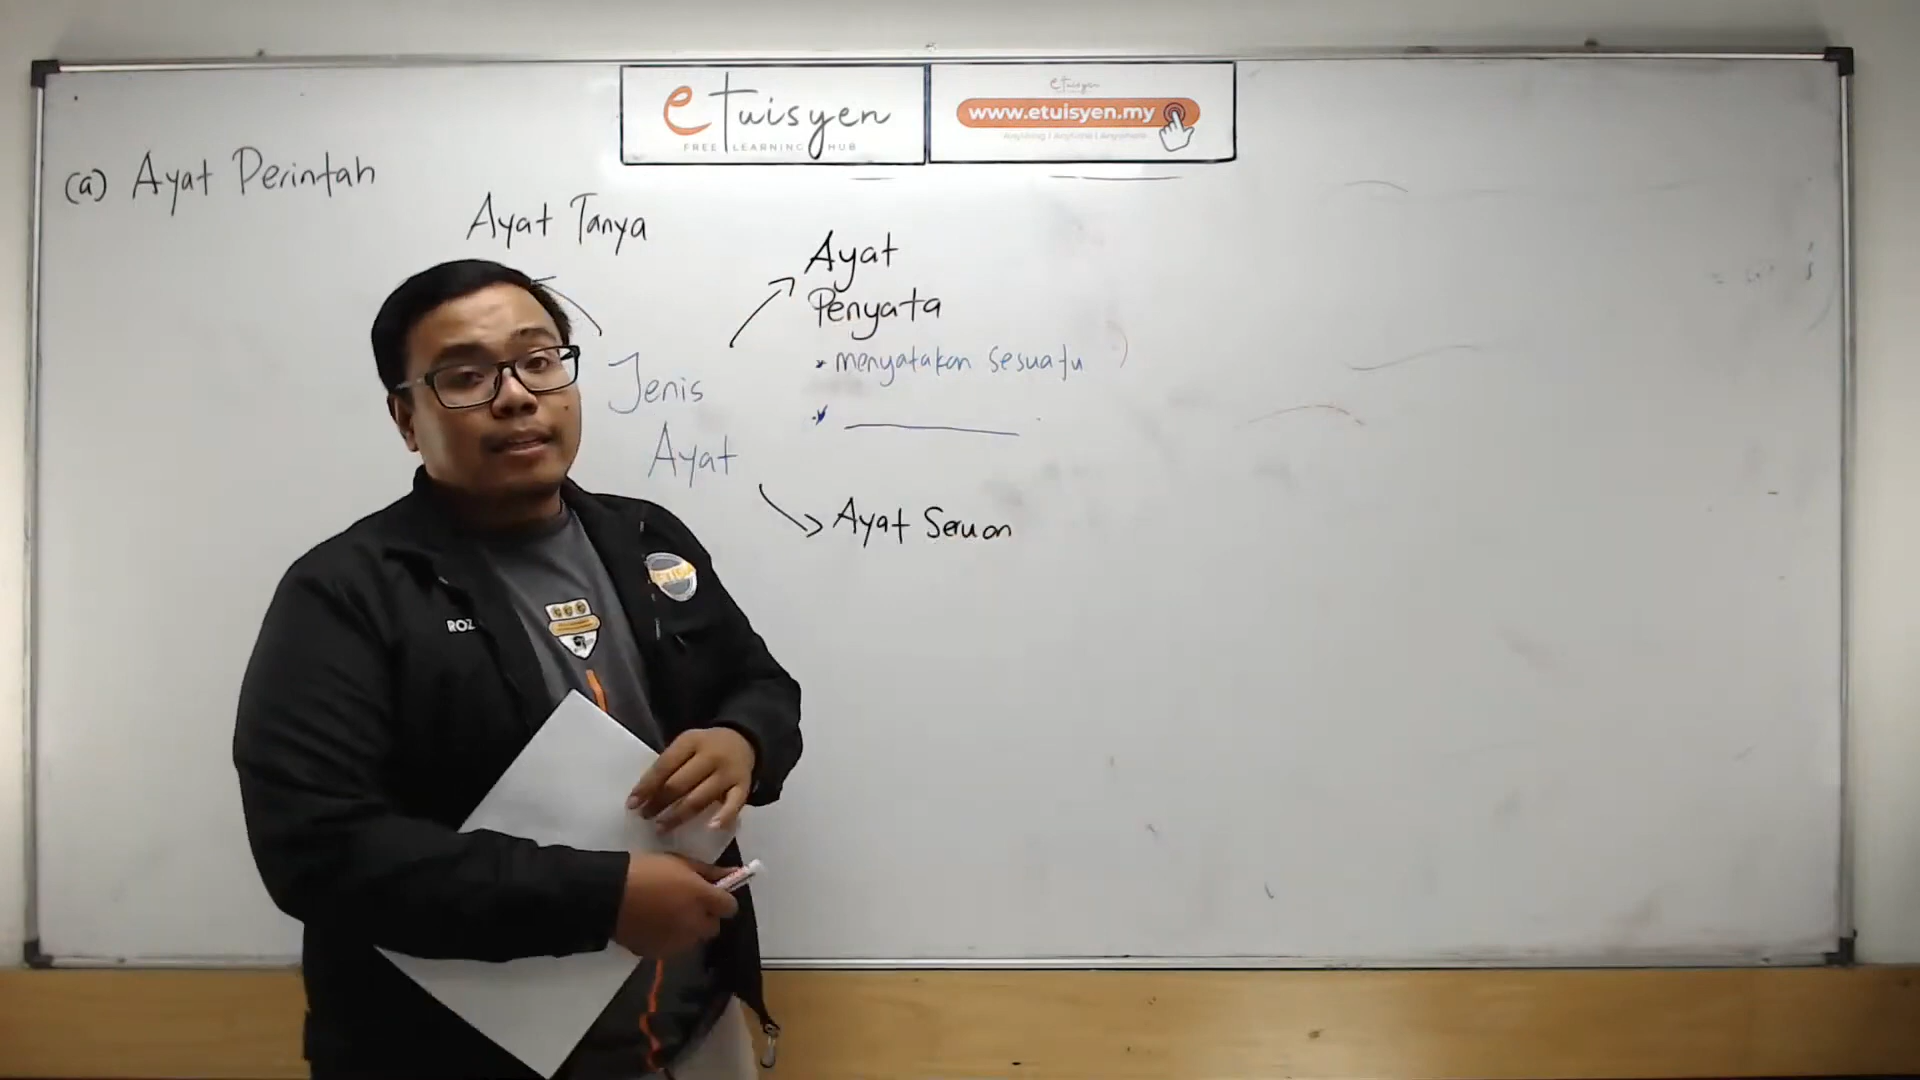 etuisyen
FREE LEARNING HUB
etuisyen
www.etuisyen.my
(a) Ayat Perintah
Ayat Tanya
Ayat
Penyata
* menyatakan sesuatu
Jenis
Ayat
Ayat Seruan
ROZ